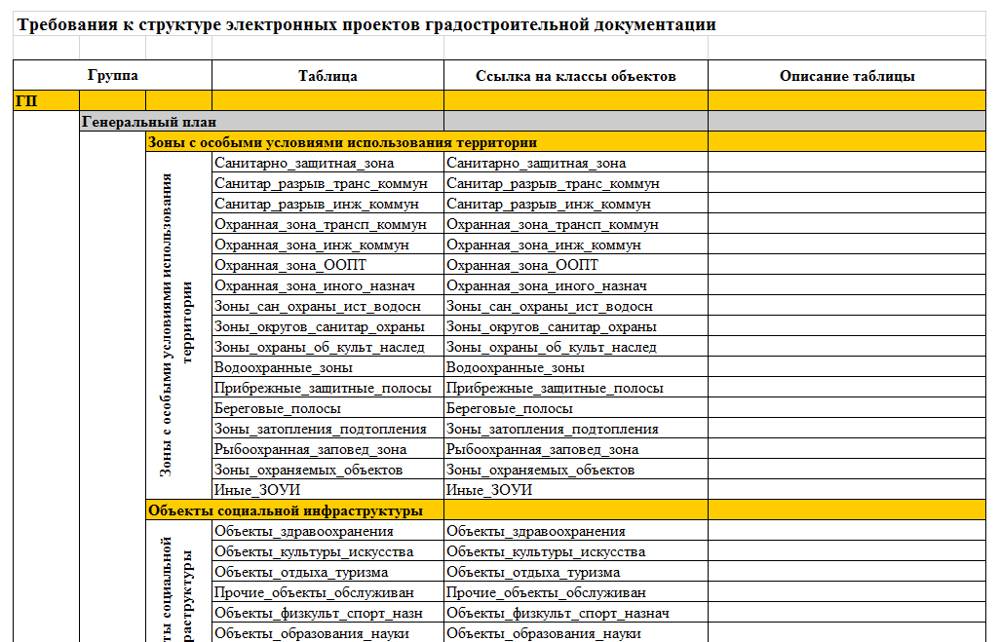 Требования к структуре электронных проектов градостроительной документации
Группа Таблица Ссылка на классы объектов Описание таблицы
ГП
Генеральный план
Зоны с особыми условиями использования территории
Зоны с особыми условиями использования
территории
Санитарно_защитная_зона Санитарно_защитная_зона
Санитар_разрыв_транс_коммун Санитар_разрыв_транс_коммун
Санитар_разрыв_инж_коммун Санитар_разрыв_инж_коммун
Охранная_зона_трансп_коммун Охранная_зона_трансп_коммун
Охранная_зона_инж_коммун Охранная_зона_инж_коммун
Охранная_зона_ООПТ Охранная_зона_ООПТ
Охранная_зона_иного_назнач Охранная_зона_иного_назнач
Зоны_сан_охраны_ист_водосн Зоны_сан_охраны_ист_водосн
Зоны_округов_санитар_охраны Зоны_округов_санитар_охраны
Зоны_охраны_об_культ_наслед Зоны_охраны_об_культ_наслед
Водоохранные_зоны Водоохранные_зоны
Прибрежные_защитные_полосы Прибрежные_защитные_полосы
Береговые_полосы Береговые_полосы
Зоны_затопления_подтопления Зоны_затопления_подтопления
Рыбоохранная_заповед_зона Рыбоохранная_заповед_зона
Зоны_охраняемых_объектов Зоны_охраняемых_объектов
Иные_ЗОУИ Иные_ЗОУИ
Объекты социальной инфраструктуры
ты социальной
раструктуры
Объекты_здравоохранения Объекты_здравоохранения
Объекты_культуры_искусства Объекты_культуры_искусства
Объекты_отдыха_туризма Объекты_отдыха_туризма
Прочие_объекты_обслуживан Прочие_объекты_обслуживан
Объекты_физкульт_спорт_назн Объекты_физкульт_спорт_назнач
Объекты_образования_науки Объекты_образования_науки